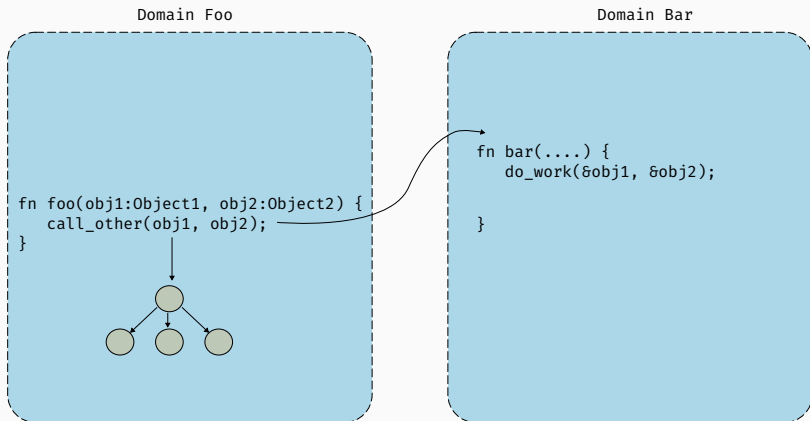 Domain Foo
fn foo(obj1:Object1, obj2:Object2) {
call_other(obj1, obj2);
}
Domain Bar
fn bar(....) {
do_work(&obj1, &obj2);
}